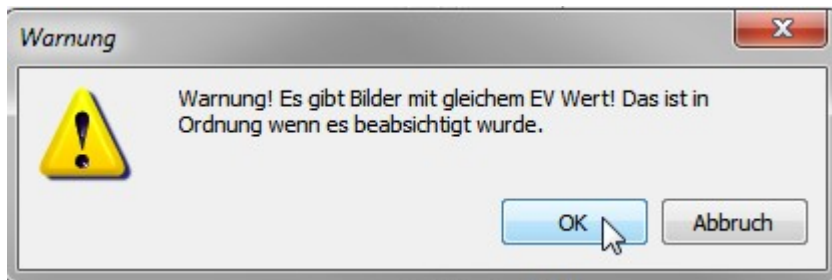 Warnung
Warnung! Es gibt Bilder mit gleichem EV Wert! Das ist in
Ordnung wenn es beabsichtigt wurde.
OK
Abbruch